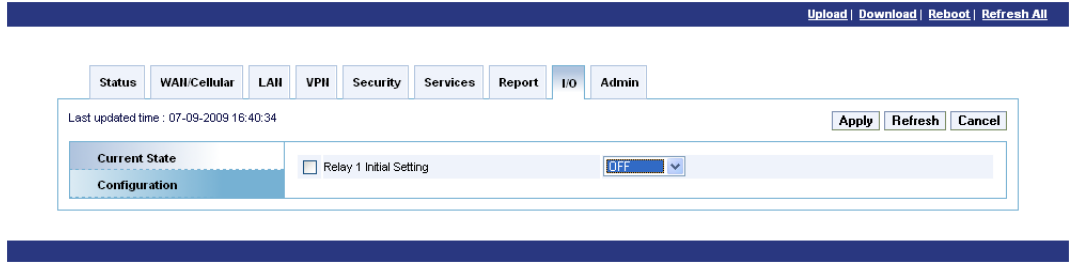 Upload | Download | Reboot | Refresh All
Status WAN/Cellular LAN VPN Security Services Report I/O Admin
Last updated time : 07-09-2009 16:40:34 Apply Refresh Cancel
Current State
Relay 1 Initial Setting OFF
Configuration